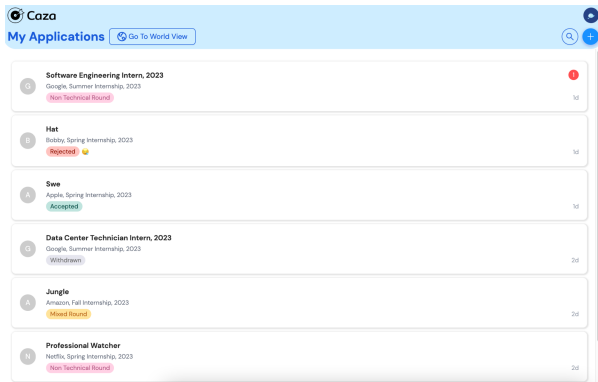 Caza
My Applications
Go To World View
+
G
Software Engineering Intern, 2023
1
Google, Summer Internship, 2023
Non Technical Round
1d
B
Hat
Bobby, Spring Internship, 2023
Rejected 😂
1d
A
Swe
Apple, Spring Internship, 2023
Accepted
1d
G
Data Center Technician Intern, 2023
Google, Summer Internship, 2023
Withdrawn
2d
A
Jungle
Amazon, Fall Internship, 2023
Mixed Round
2d
N
Professional Watcher
Netflix, Spring Internship, 2023
Non Technical Round
2d